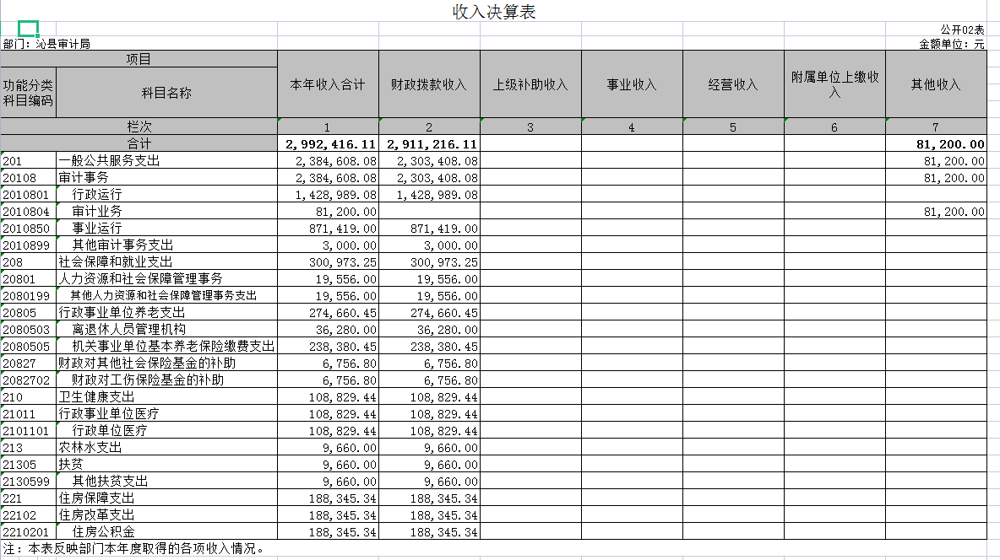 收入决算表
公开02表
部门：沁县审计局 金额单位：元
项目 本年收入合计 财政拨款收入 上级补助收入 事业收入 经营收入 附属单位上缴收入 其他收入
功能分类科目编码 科目名称
栏次 1 2 3 4 5 6 7
合计 2,992,416.11 2,911,216.11 81,200.00
201 一般公共服务支出 2,384,608.08 2,303,408.08 81,200.00
20108 审计事务 2,384,608.08 2,303,408.08 81,200.00
2010801 行政运行 1,428,989.08 1,428,989.08
2010804 审计业务 81,200.00 81,200.00
2010850 事业运行 871,419.00 871,419.00
2010899 其他审计事务支出 3,000.00 3,000.00
208 社会保障和就业支出 300,973.25 300,973.25
20801 人力资源和社会保障管理事务 19,556.00 19,556.00
2080199 其他人力资源和社会保障管理事务支出 19,556.00 19,556.00
20805 行政事业单位养老支出 274,660.45 274,660.45
2080503 离退休人员管理机构 36,280.00 36,280.00
2080505 机关事业单位基本养老保险缴费支出 238,380.45 238,380.45
20827 财政对其他社会保险基金的补助 6,756.80 6,756.80
2082702 财政对工伤保险基金的补助 6,756.80 6,756.80
210 卫生健康支出 108,829.44 108,829.44
21011 行政事业单位医疗 108,829.44 108,829.44
2101101 行政单位医疗 108,829.44 108,829.44
213 农林水支出 9,660.00 9,660.00
21305 扶贫 9,660.00 9,660.00
2130599 其他扶贫支出 9,660.00 9,660.00
221 住房保障支出 188,345.34 188,345.34
22102 住房改革支出 188,345.34 188,345.34
2210201 住房公积金 188,345.34 188,345.34
注：本表反映部门本年度取得的各项收入情况。